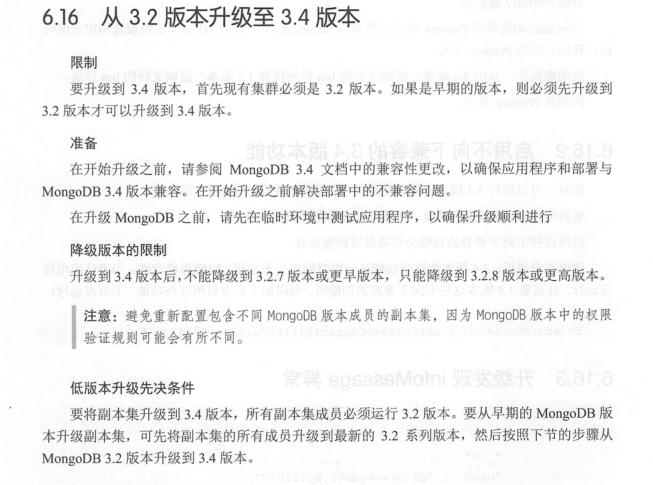 6.16 从 3.2 版本升级至 3.4 版本
限制
要升级到 3.4 版本，首先现有集群必须是 3.2 版本。如果是早期的版本，则必须先升级到
3.2 版本才可以升级到 3.4 版本。
准备
在开始升级之前，请参阅 MongoDB 3.4 文档中的兼容性更改，以确保应用程序和部署与
MongoDB 3.4 版本兼容。在开始升级之前解决部署中的不兼容问题。
在升级 MongoDB 之前，请先在临时环境中测试应用程序，以确保升级顺利进行
降级版本的限制
升级到 3.4 版本后,不能降级到 3.2.7 版本或更早版本，只能降级到 3.2.8 版本或更高版本。
注意：避免重新配置包含不同 MongoDB 版本成员的副本集，因为 MongoDB 版本中的权限
验证规则可能会有所不同。
低版本升级先决条件
要将副本集升级到 3.4 版本，所有副本集成员必须运行 3.2 版本。要从早期的 MongoDB 版
本升级副本集，可先将副本集的所有成员升级到最新的 3.2 系列版本，然后按照下节的步骤从
MongoDB 3.2 版本升级到 3.4 版本。